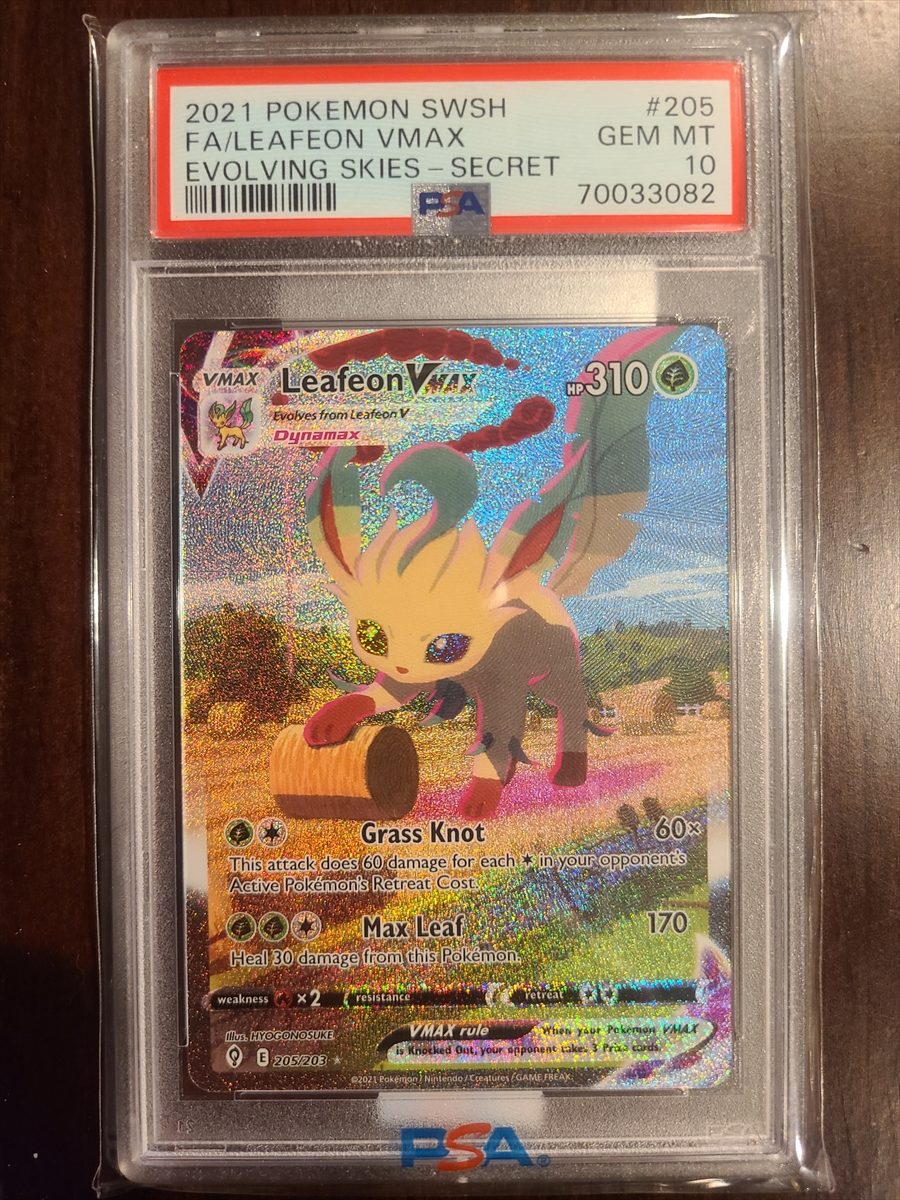 2021 POKEMON SWSH #205
FA/LEAFEON VMAX GEM MT
EVOLVING SKIES – SECRET 10
70033082
PSA
VMAX Leafeon VMAX HP310
Evolves from Leafeon V
Dynamax
Grass Knot 60×
This attack does 60 damage for each in your opponent's
Active Pokémon's Retreat Cost.
Max Leaf 170
Heal 30 damage from this Pokémon.
weakness ×2 resistance retreat
Illus. HYOGONOSUKE
VMAX rule When your Pokémon VMAX
is Knocked Out, your opponent takes 3 Prize cards.
E 205/203
©2021 Pokémon / Nintendo / Creatures / GAME FREAK.
PSA®